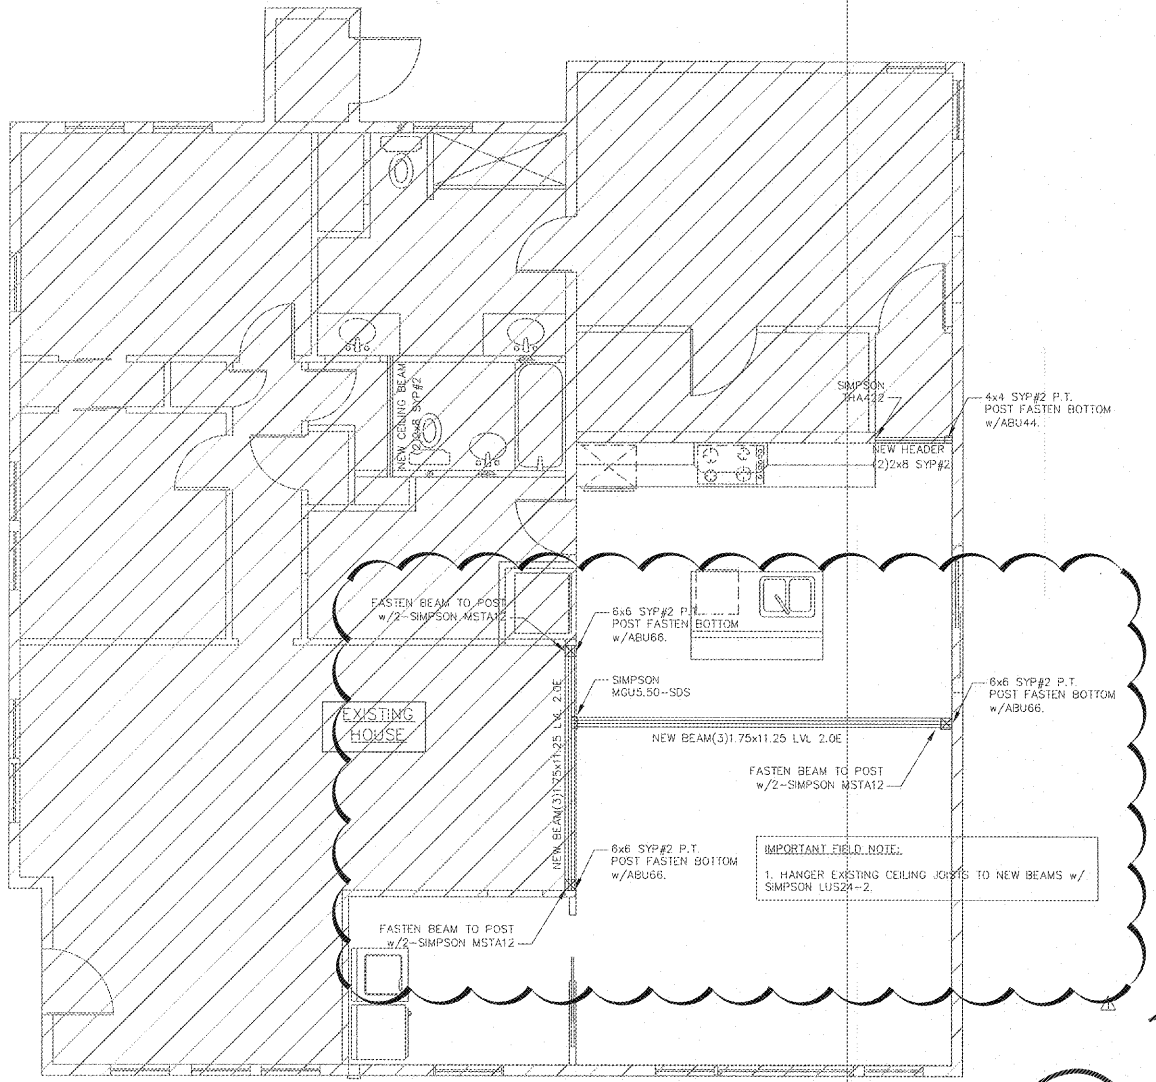 SIMPSON
THA422
4x4 SYP#2 P.T.
POST FASTEN BOTTOM
w/ABU44.
NEW CEILING BEAM
(2)2x8 SYP#2
NEW HEADER
(2)2x8 SYP#2
FASTEN BEAM TO POST
w/2-SIMPSON MSTA12
6x6 SYP#2 P.T.
POST FASTEN BOTTOM
w/ABU66.
SIMPSON
MGU5.50-SDS
6x6 SYP#2 P.T.
POST FASTEN BOTTOM
w/ABU66.
EXISTING
HOUSE
NEW BEAM(3)1.75x11.25 LVL 2.0E
NEW BEAM(3)1.75x11.25 LVL 2.0E
FASTEN BEAM TO POST
w/2-SIMPSON MSTA12
6x6 SYP#2 P.T.
POST FASTEN BOTTOM
w/ABU66.
IMPORTANT FIELD NOTE:
1. HANGER EXISTING CEILING JOISTS TO NEW BEAMS w/
SIMPSON LUS24-2.
FASTEN BEAM TO POST
w/2-SIMPSON MSTA12